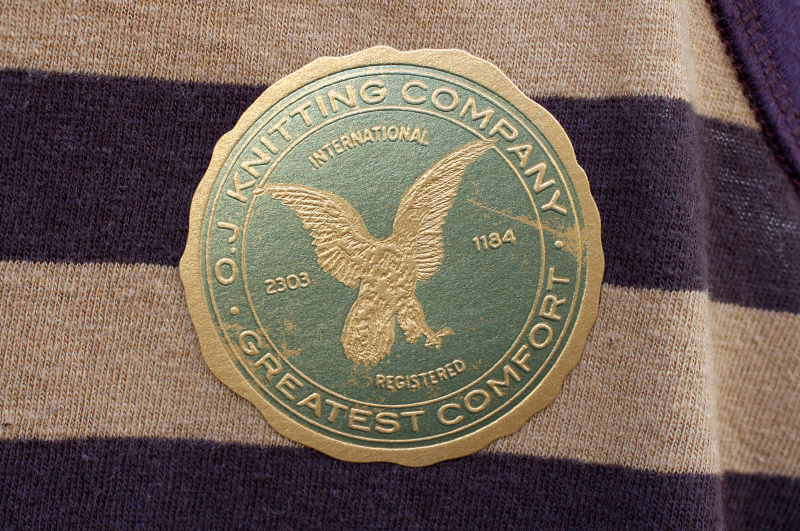 O.J. KNITTING COMPANY
INTERNATIONAL
2303
1184
REGISTERED
GREATEST COMFORT